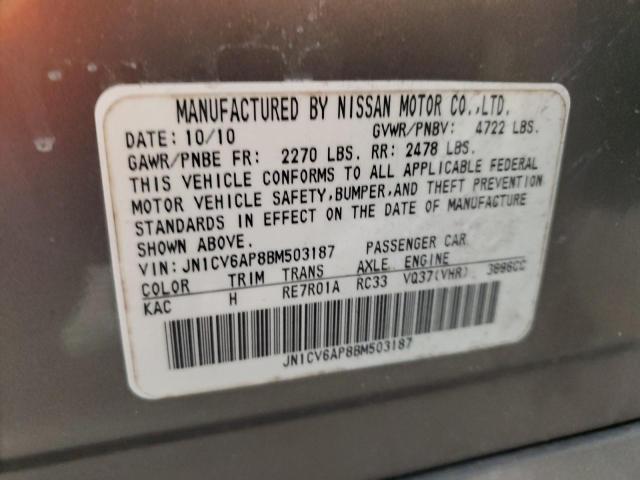 MANUFACTURED BY NISSAN MOTOR CO.,LTD.
DATE: 10/10 GVWR/PNBV: 4722 LBS.
GAWR/PNBE FR: 2270 LBS. RR: 2478 LBS.
THIS VEHICLE CONFORMS TO ALL APPLICABLE FEDERAL
MOTOR VEHICLE SAFETY,BUMPER,AND THEFT PREVENTION
STANDARDS IN EFFECT ON THE DATE OF MANUFACTURE
SHOWN ABOVE.
VIN: JN1CV6AP8BM503187 PASSENGER CAR
COLOR TRIM TRANS AXLE ENGINE
KAC H RE7R01A RC33 VQ37(VHR) 3696CC
JN1CV6AP8BM503187